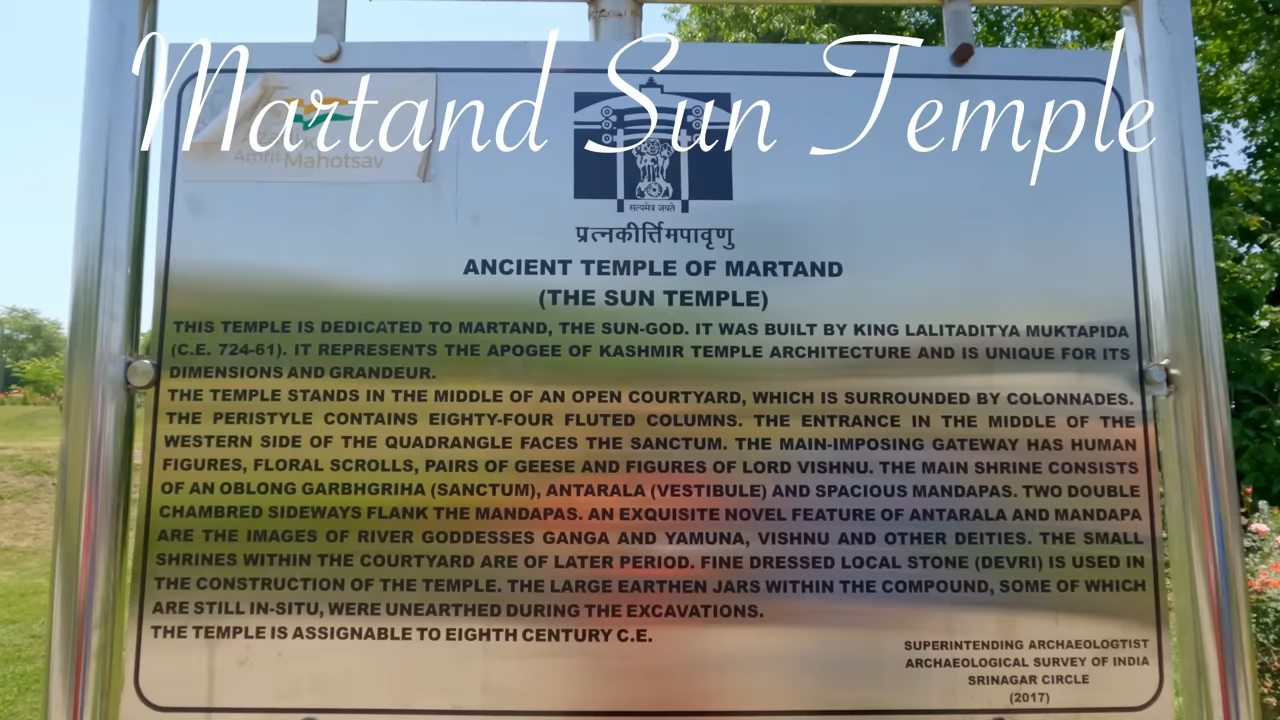 Martand Sun Temple
Amrit Mahotsav
सत्यमेव जयते
प्रत्नकीर्त्तिमपावृणु
ANCIENT TEMPLE OF MARTAND
(THE SUN TEMPLE)
THIS TEMPLE IS DEDICATED TO MARTAND, THE SUN-GOD. IT WAS BUILT BY KING LALITADITYA MUKTAPIDA
(C.E. 724-61). IT REPRESENTS THE APOGEE OF KASHMIR TEMPLE ARCHITECTURE AND IS UNIQUE FOR ITS
DIMENSIONS AND GRANDEUR.
THE TEMPLE STANDS IN THE MIDDLE OF AN OPEN COURTYARD, WHICH IS SURROUNDED BY COLONNADES.
THE PERISTYLE CONTAINS EIGHTY-FOUR FLUTED COLUMNS. THE ENTRANCE IN THE MIDDLE OF THE
WESTERN SIDE OF THE QUADRANGLE FACES THE SANCTUM. THE MAIN-IMPOSING GATEWAY HAS HUMAN
FIGURES, FLORAL SCROLLS, PAIRS OF GEESE AND FIGURES OF LORD VISHNU. THE MAIN SHRINE CONSISTS
OF AN OBLONG GARBHGRIHA (SANCTUM), ANTARALA (VESTIBULE) AND SPACIOUS MANDAPAS. TWO DOUBLE
CHAMBRED SIDEWAYS FLANK THE MANDAPAS. AN EXQUISITE NOVEL FEATURE OF ANTARALA AND MANDAPA
ARE THE IMAGES OF RIVER GODDESSES GANGA AND YAMUNA, VISHNU AND OTHER DEITIES. THE SMALL
SHRINES WITHIN THE COURTYARD ARE OF LATER PERIOD. FINE DRESSED LOCAL STONE (DEVRI) IS USED IN
THE CONSTRUCTION OF THE TEMPLE. THE LARGE EARTHEN JARS WITHIN THE COMPOUND, SOME OF WHICH
ARE STILL IN-SITU, WERE UNEARTHED DURING THE EXCAVATIONS.
THE TEMPLE IS ASSIGNABLE TO EIGHTH CENTURY C.E.
SUPERINTENDING ARCHAEOLOGTIST
ARCHAEOLOGICAL SURVEY OF INDIA
SRINAGAR CIRCLE
(2017)